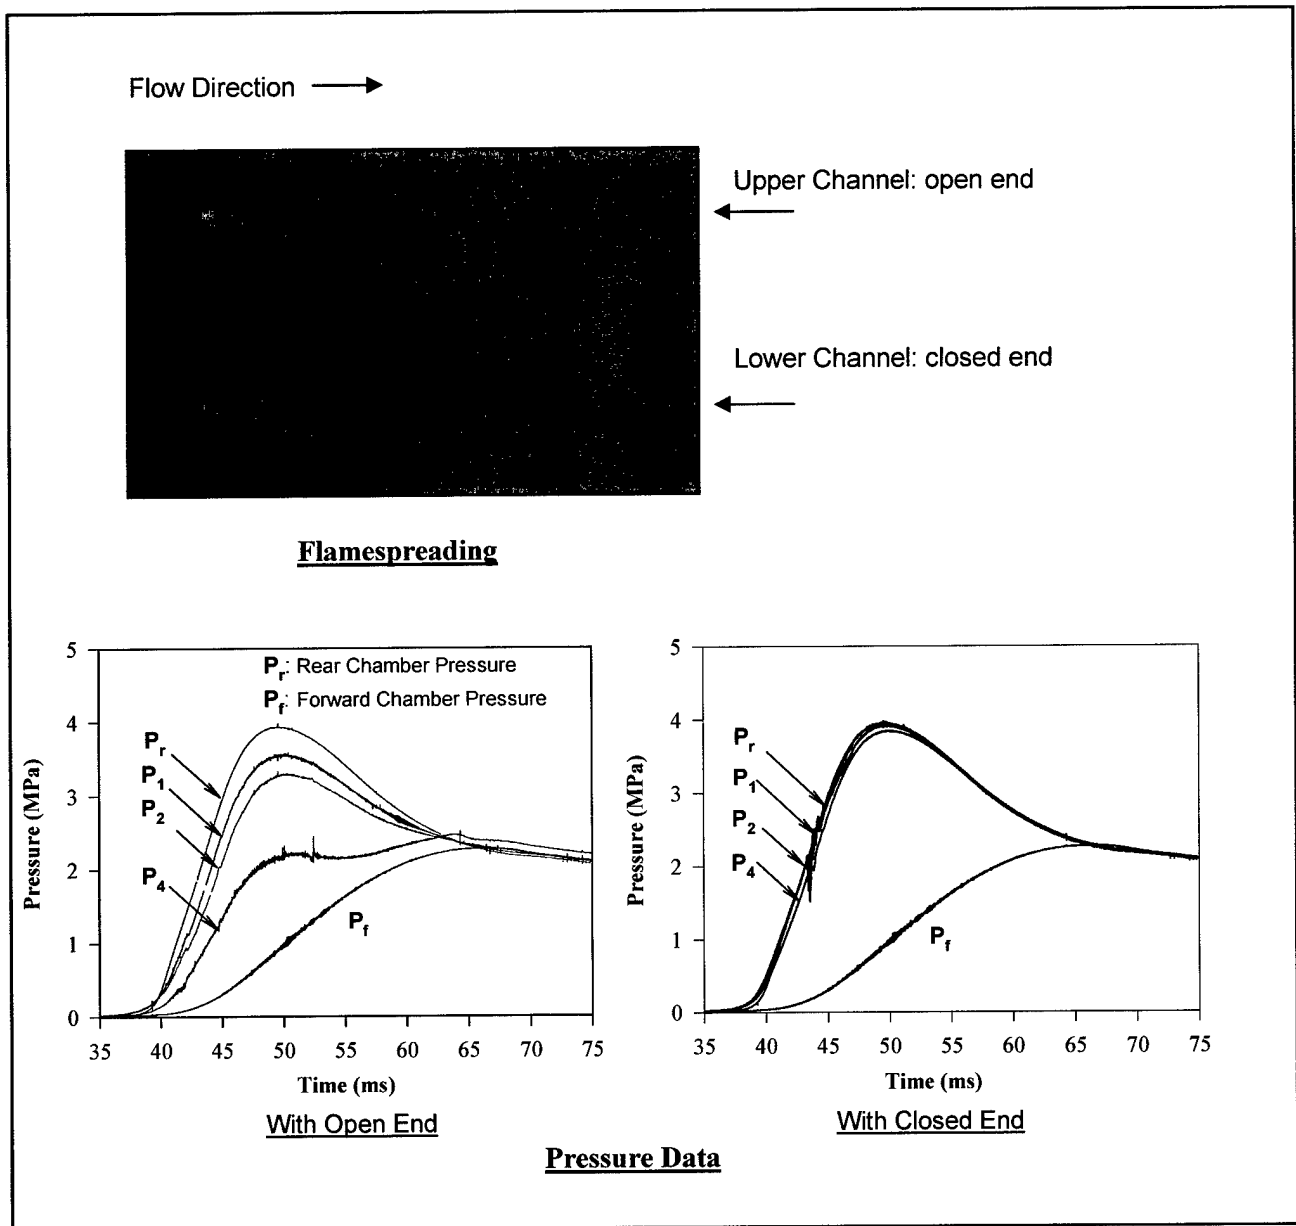 Flow Direction
Upper Channel: open end
Lower Channel: closed end
Flamespreading
5
4
3
2
1
0
Pressure (MPa)
Pr: Rear Chamber Pressure
Pf: Forward Chamber Pressure
Pr
P1
P2
P4
Pf
35 40 45 50 55 60 65 70 75
Time (ms)
With Open End
5
4
3
2
1
0
Pressure (MPa)
Pr
P1
P2
P4
Pf
35 40 45 50 55 60 65 70 75
Time (ms)
With Closed End
Pressure Data